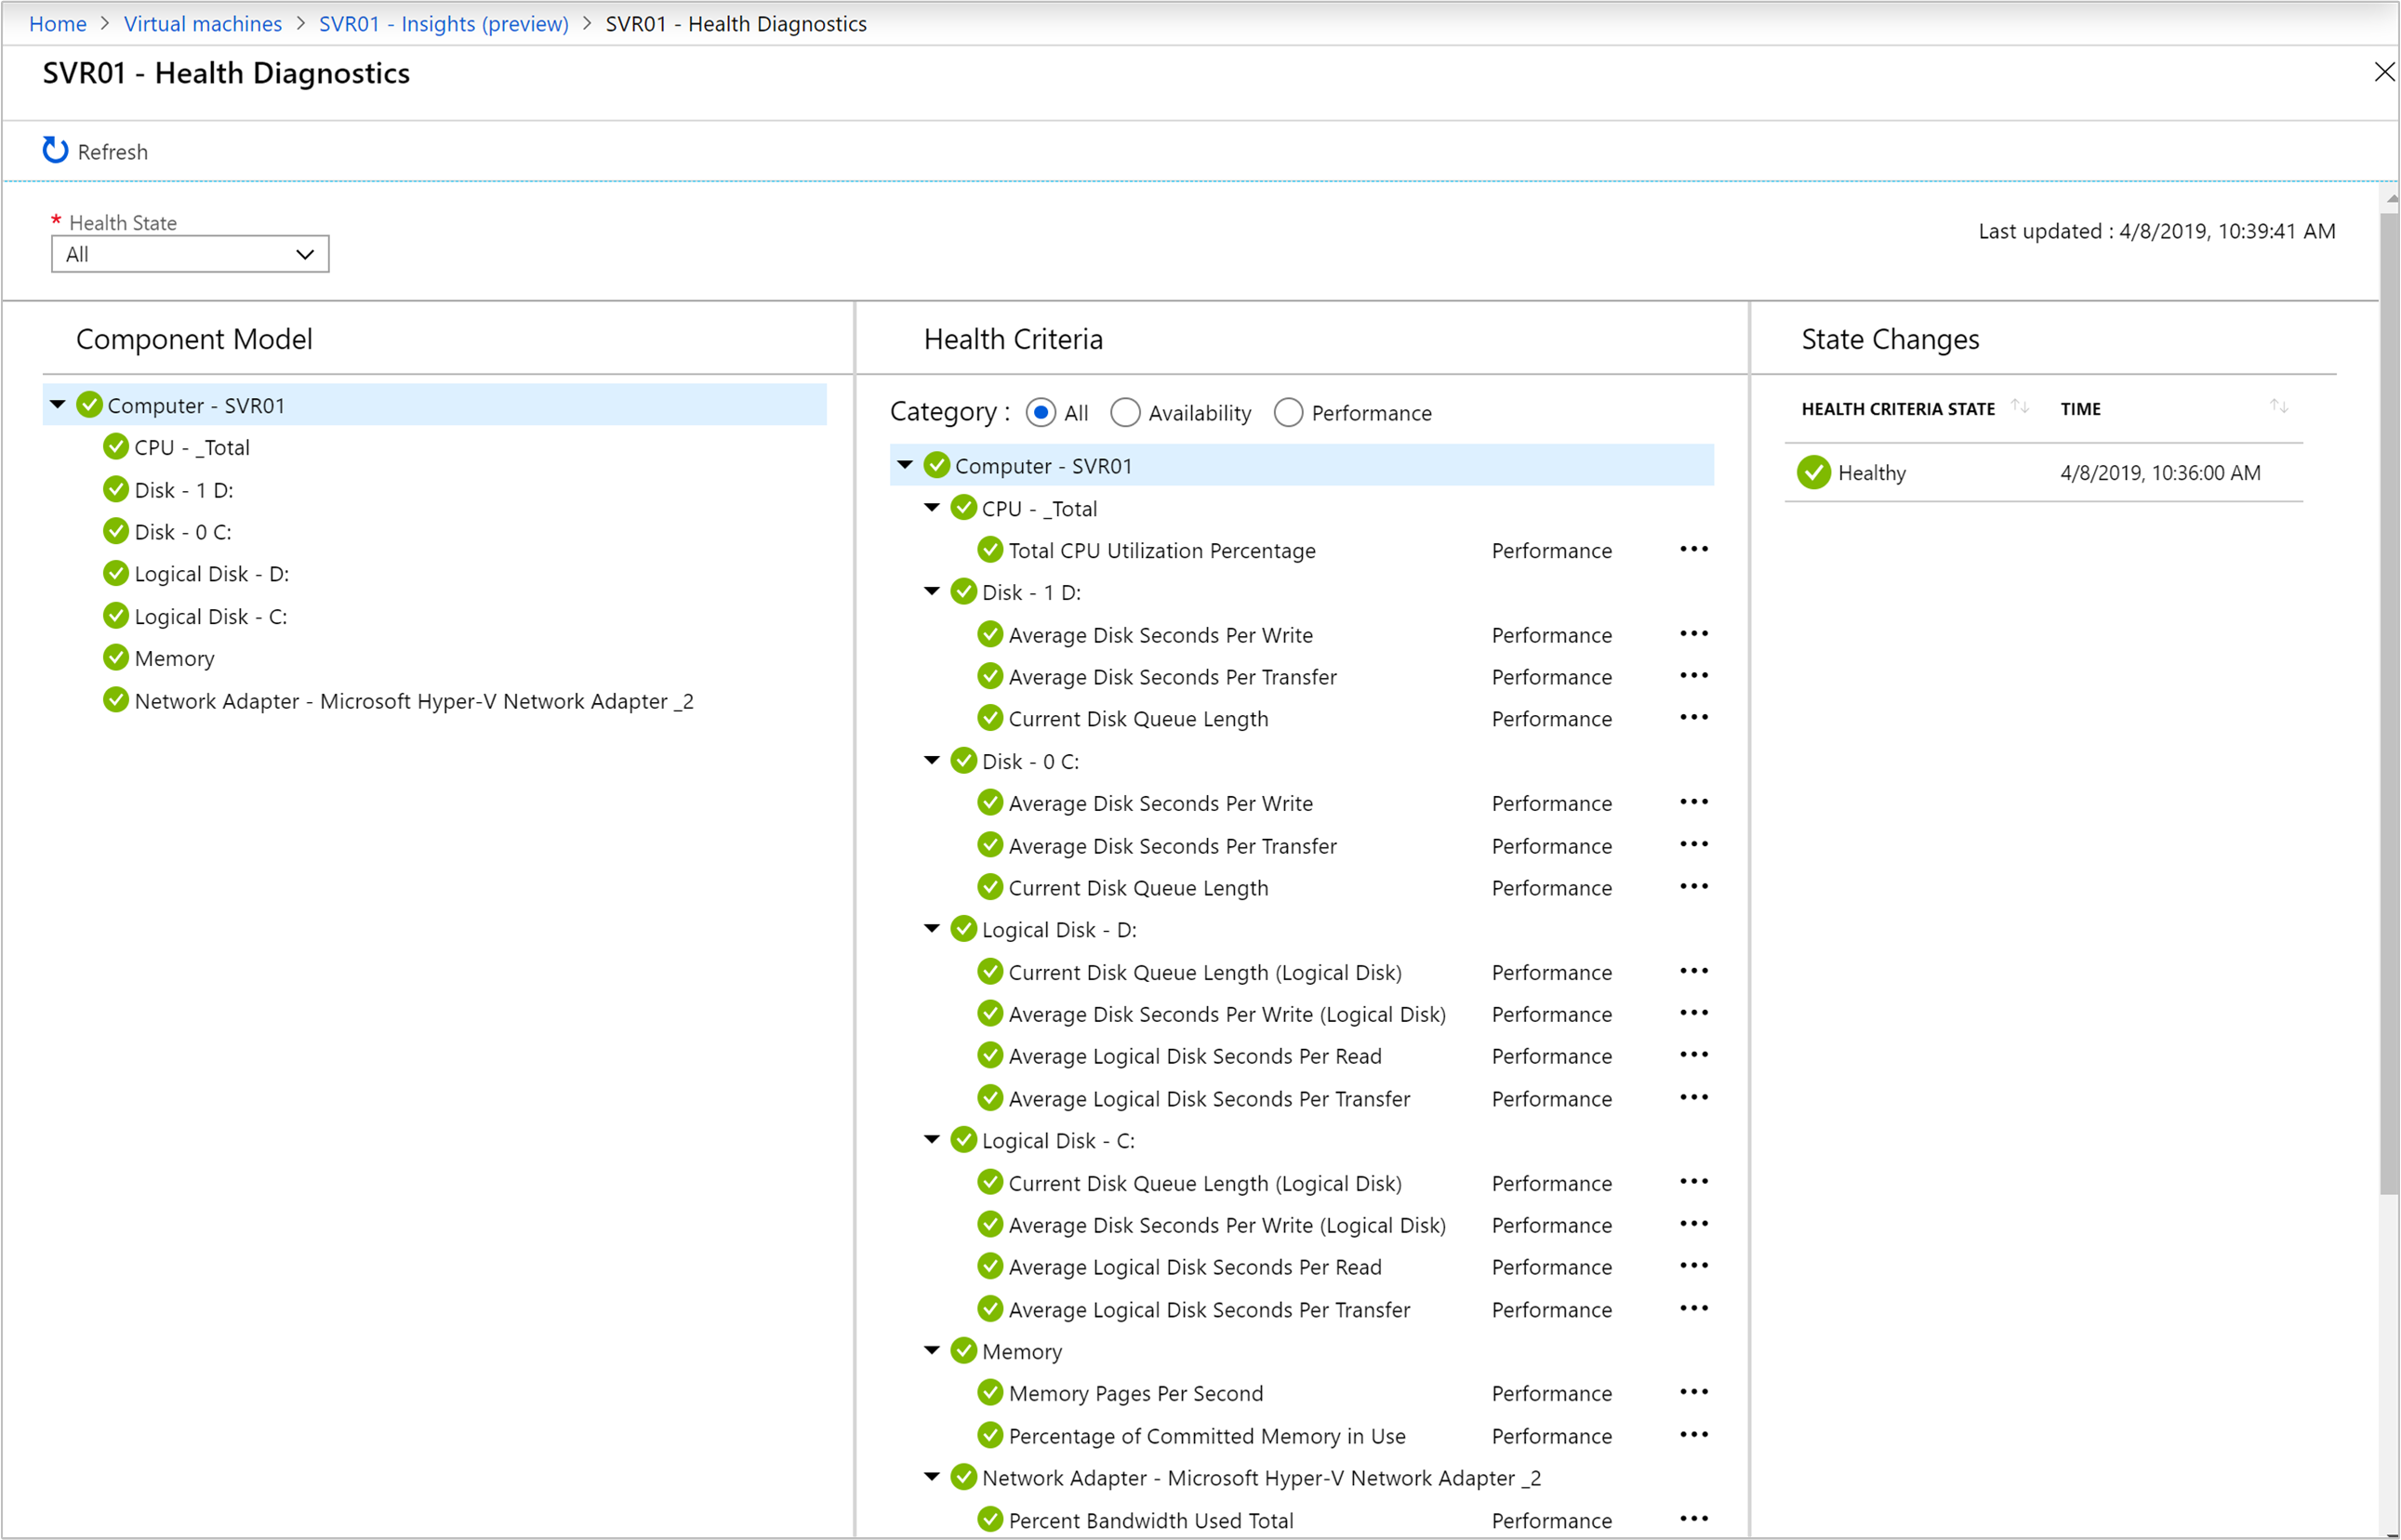 Home > Virtual machines > SVR01 - Insights (preview) > SVR01 - Health Diagnostics
SVR01 - Health Diagnostics
Refresh
* Health State
All
Last updated : 4/8/2019, 10:39:41 AM
Component Model
Computer - SVR01
CPU - _Total
Disk - 1 D:
Disk - 0 C:
Logical Disk - D:
Logical Disk - C:
Memory
Network Adapter - Microsoft Hyper-V Network Adapter _2
Health Criteria
Category : All Availability Performance
Computer - SVR01
CPU - _Total
Total CPU Utilization Percentage Performance •••
Disk - 1 D:
Average Disk Seconds Per Write Performance •••
Average Disk Seconds Per Transfer Performance •••
Current Disk Queue Length Performance •••
Disk - 0 C:
Average Disk Seconds Per Write Performance •••
Average Disk Seconds Per Transfer Performance •••
Current Disk Queue Length Performance •••
Logical Disk - D:
Current Disk Queue Length (Logical Disk) Performance •••
Average Disk Seconds Per Write (Logical Disk) Performance •••
Average Logical Disk Seconds Per Read Performance •••
Average Logical Disk Seconds Per Transfer Performance •••
Logical Disk - C:
Current Disk Queue Length (Logical Disk) Performance •••
Average Disk Seconds Per Write (Logical Disk) Performance •••
Average Logical Disk Seconds Per Read Performance •••
Average Logical Disk Seconds Per Transfer Performance •••
Memory
Memory Pages Per Second Performance •••
Percentage of Committed Memory in Use Performance •••
Network Adapter - Microsoft Hyper-V Network Adapter _2
Percent Bandwidth Used Total Performance •••
State Changes
HEALTH CRITERIA STATE TIME
Healthy 4/8/2019, 10:36:00 AM